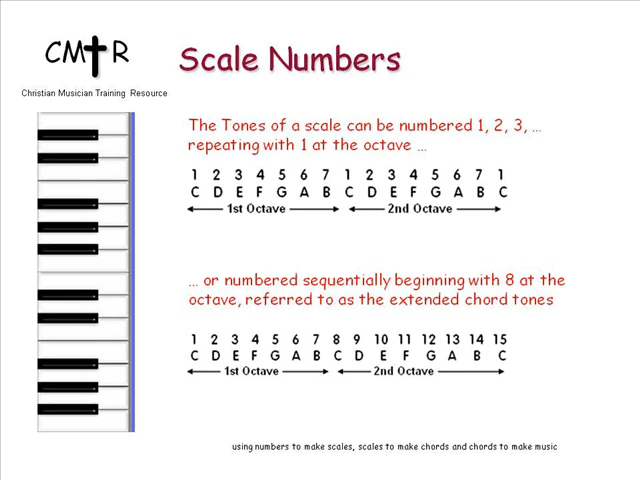 CM R
Scale Numbers
Christian Musician Training Resource
The Tones of a scale can be numbered 1, 2, 3, …
repeating with 1 at the octave …
1 2 3 4 5 6 7 1 2 3 4 5 6 7 1
C D E F G A B C D E F G A B C
1st Octave 2nd Octave
… or numbered sequentially beginning with 8 at the
octave, referred to as the extended chord tones
1 2 3 4 5 6 7 8 9 10 11 12 13 14 15
C D E F G A B C D E F G A B C
1st Octave 2nd Octave
using numbers to make scales, scales to make chords and chords to make music